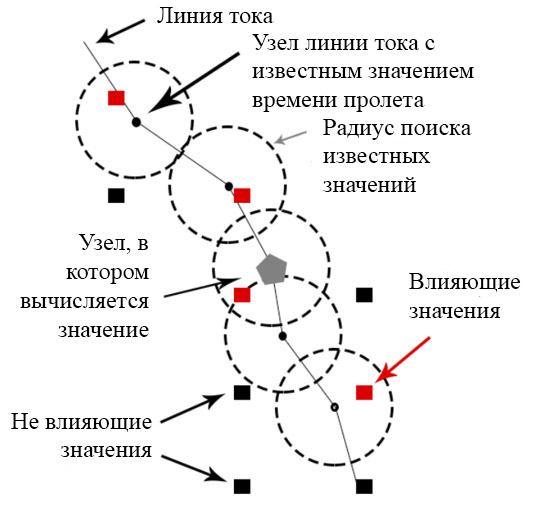 Линия тока
Узел линии тока с
известным значением
времени пролета
Радиус поиска
известных
значений
Узел, в
котором
вычисляется
значение
Влияющие
значения
Не влияющие
значения